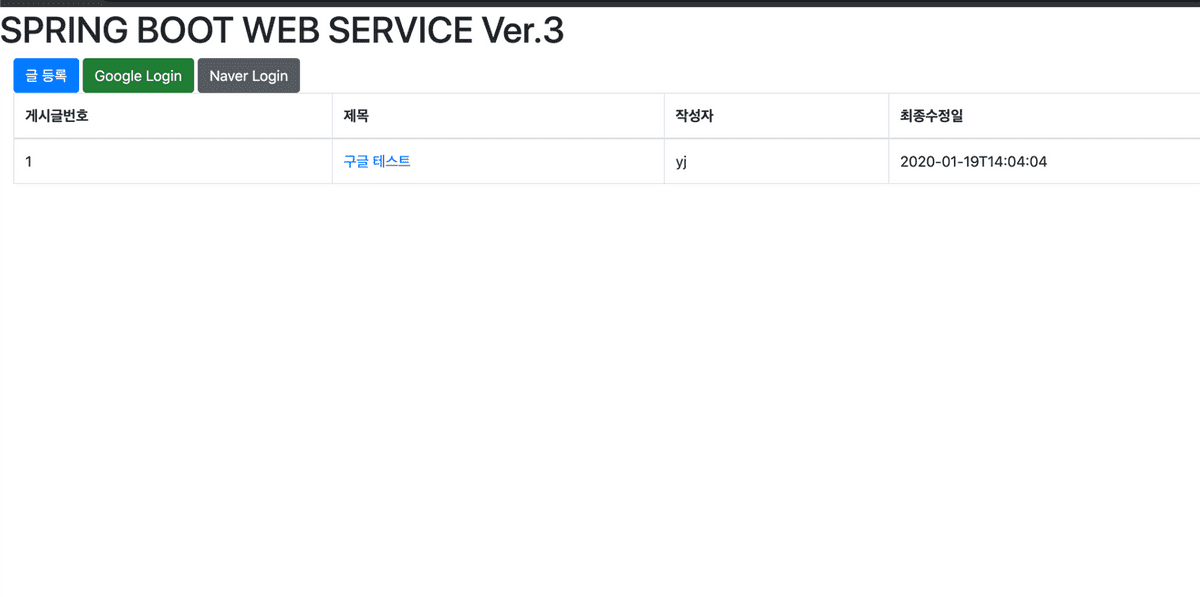 SPRING BOOT WEB SERVICE Ver.3
글 등록 Google Login Naver Login
게시글번호 제목 작성자 최종수정일
1 구글 테스트 yj 2020-01-19T14:04:04